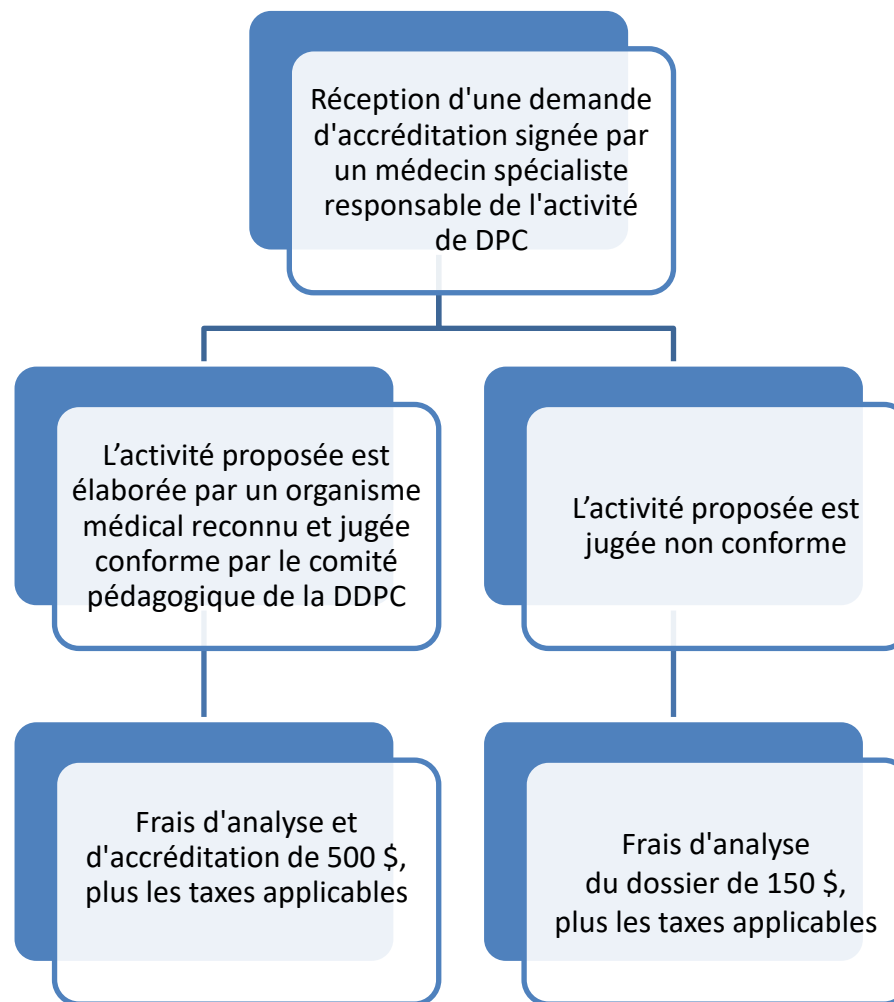 Réception d'une demande
d'accréditation signée par
un médecin spécialiste
responsable de l'activité
de DPC
L’activité proposée est
élaborée par un organisme
médical reconnu et jugée
conforme par le comité
pédagogique de la DDPC
L’activité proposée est
jugée non conforme
Frais d'analyse et
d'accréditation de 500 $,
plus les taxes applicables
Frais d'analyse
du dossier de 150 $,
plus les taxes applicables